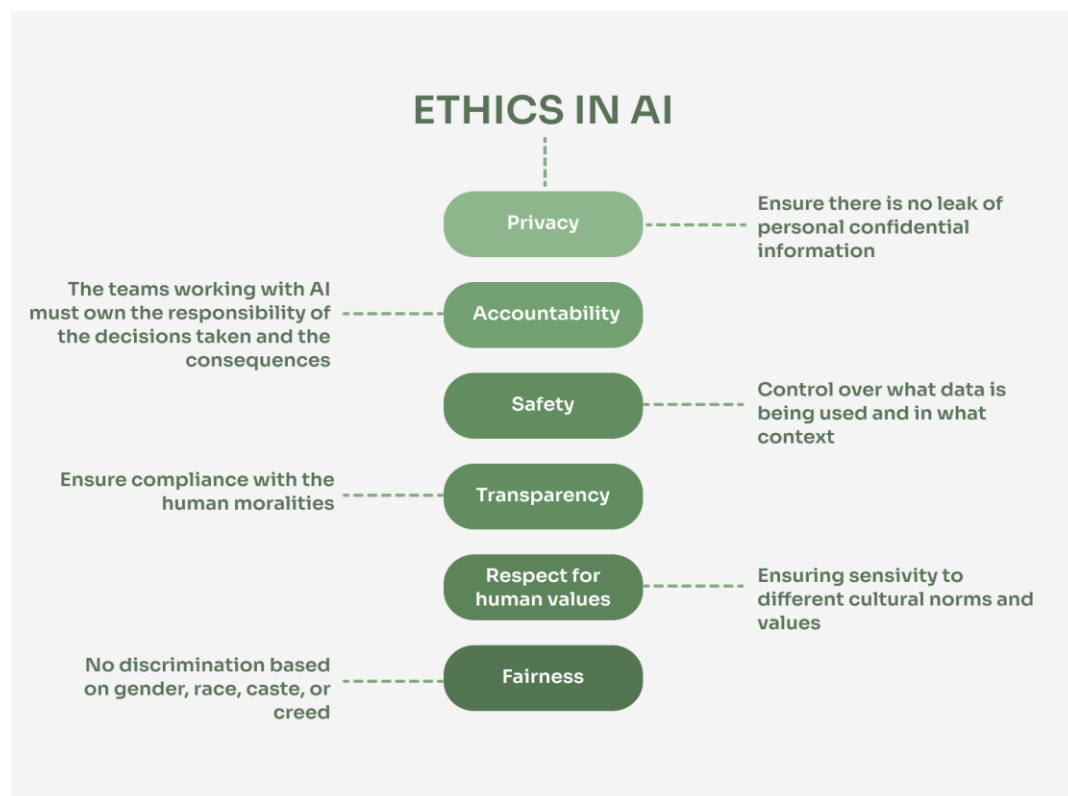 ETHICS IN AI
Privacy
Ensure there is no leak of
personal confidential
information
The teams working with AI
must own the responsibility of
the decisions taken and the
consequences
Accountability
Safety
Control over what data is
being used and in what
context
Ensure compliance with the
human moralities
Transparency
Respect for
human values
Ensuring sensivity to
different cultural norms and
values
No discrimination based
on gender, race, caste, or
creed
Fairness